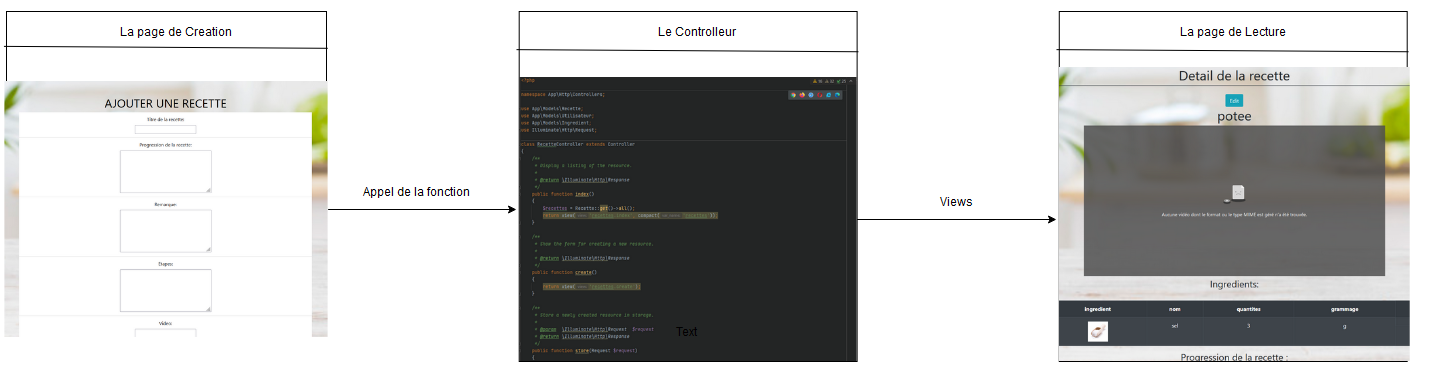 La page de Creation
AJOUTER UNE RECETTE
Titre de la recette:
Progression de la recette:
Remarque:
Etapes:
Video:
Appel de la fonction
Le Controlleur
<?php
namespace App\Http\Controllers;
use App\Models\Recette;
use App\Models\Utilisateur;
use App\Models\Ingredient;
use Illuminate\Http\Request;
class RecetteController extends Controller
{
/**
* Display a listing of the resource.
*
* @return \Illuminate\Http\Response
*/
public function index()
{
$recettes = Recette::get()->all();
return view( 'recettes.index', compact( 'recettes'));
}
/**
* Show the form for creating a new resource.
*
* @return \Illuminate\Http\Response
*/
public function create()
{
return view( 'recettes.create');
}
/**
* Store a newly created resource in storage.
*
* @param \Illuminate\Http\Request $request
* @return \Illuminate\Http\Response
*/
public function store(Request $request)
{
Text
Views
La page de Lecture
Detail de la recette
Edit
potee
Aucune vidéo dont le format ou le type MIME est géré n'a été trouvée.
Ingredients:
ingredient nom quantites grammage
sel 3 g
Progression de la recette :